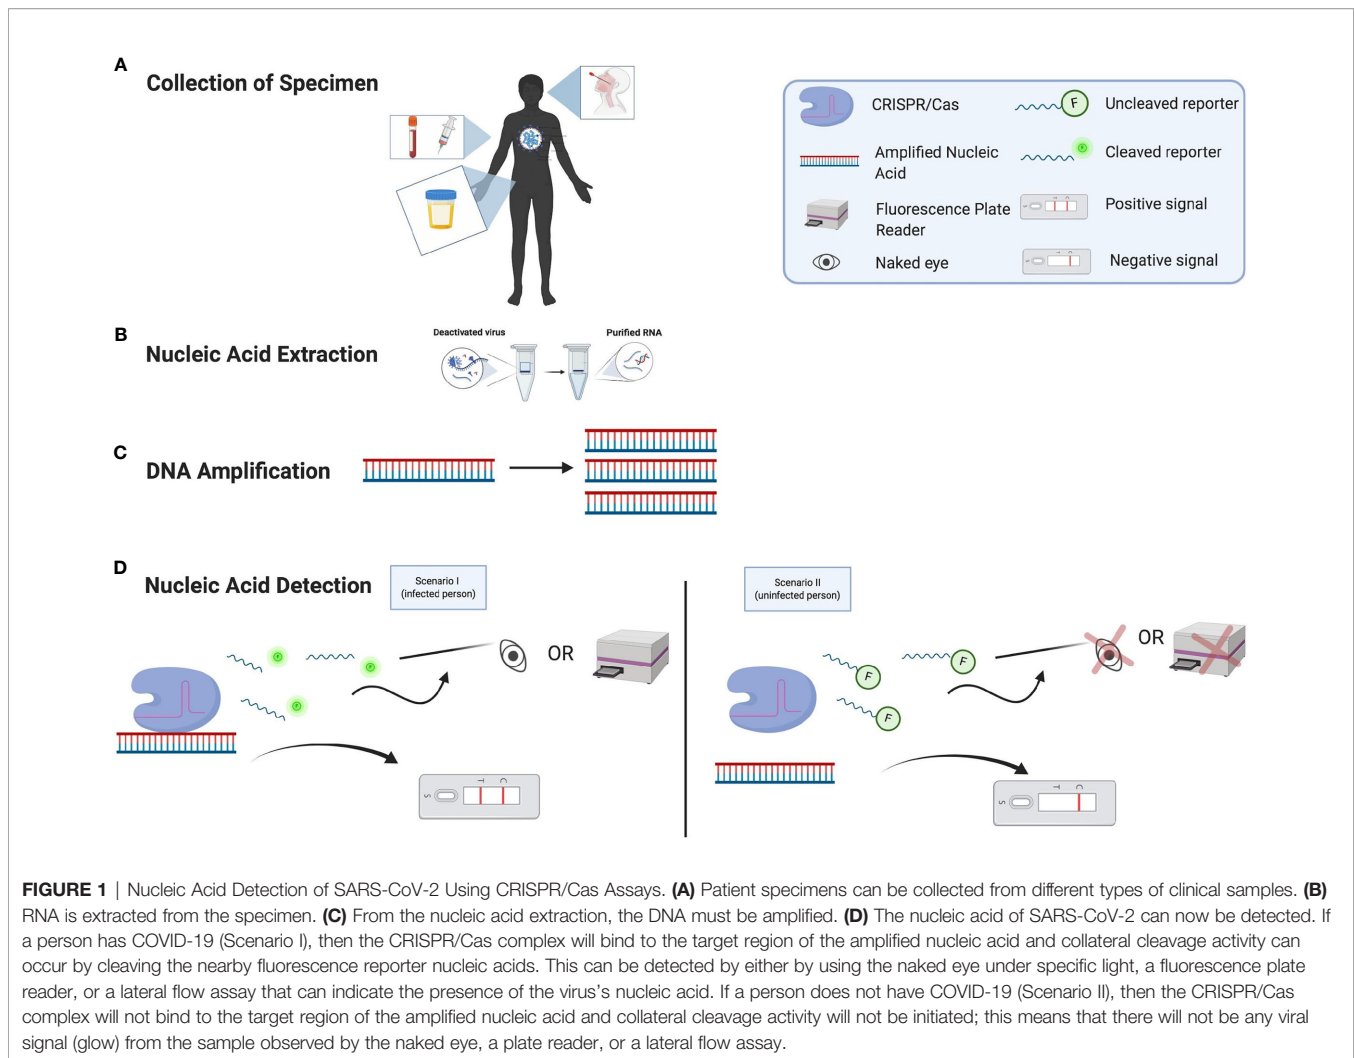 A
Collection of Specimen
CRISPR/Cas
F
Uncleaved reporter
Amplified Nucleic
Acid
F
Cleaved reporter
Fluorescence Plate
Reader
S T C
Positive signal
Naked eye
S T C
Negative signal
B
Nucleic Acid Extraction
Deactivated virus
Purified RNA
C
DNA Amplification
D
Nucleic Acid Detection
Scenario I
(infected person)
Scenario II
(uninfected person)
F
F
F
OR
S T C
F
F
F
OR
S T C
FIGURE 1 | Nucleic Acid Detection of SARS-CoV-2 Using CRISPR/Cas Assays. (A) Patient specimens can be collected from different types of clinical samples. (B)
RNA is extracted from the specimen. (C) From the nucleic acid extraction, the DNA must be amplified. (D) The nucleic acid of SARS-CoV-2 can now be detected. If
a person has COVID-19 (Scenario I), then the CRISPR/Cas complex will bind to the target region of the amplified nucleic acid and collateral cleavage activity can
occur by cleaving the nearby fluorescence reporter nucleic acids. This can be detected by either by using the naked eye under specific light, a fluorescence plate
reader, or a lateral flow assay that can indicate the presence of the virus's nucleic acid. If a person does not have COVID-19 (Scenario II), then the CRISPR/Cas
complex will not bind to the target region of the amplified nucleic acid and collateral cleavage activity will not be initiated; this means that there will not be any viral
signal (glow) from the sample observed by the naked eye, a plate reader, or a lateral flow assay.